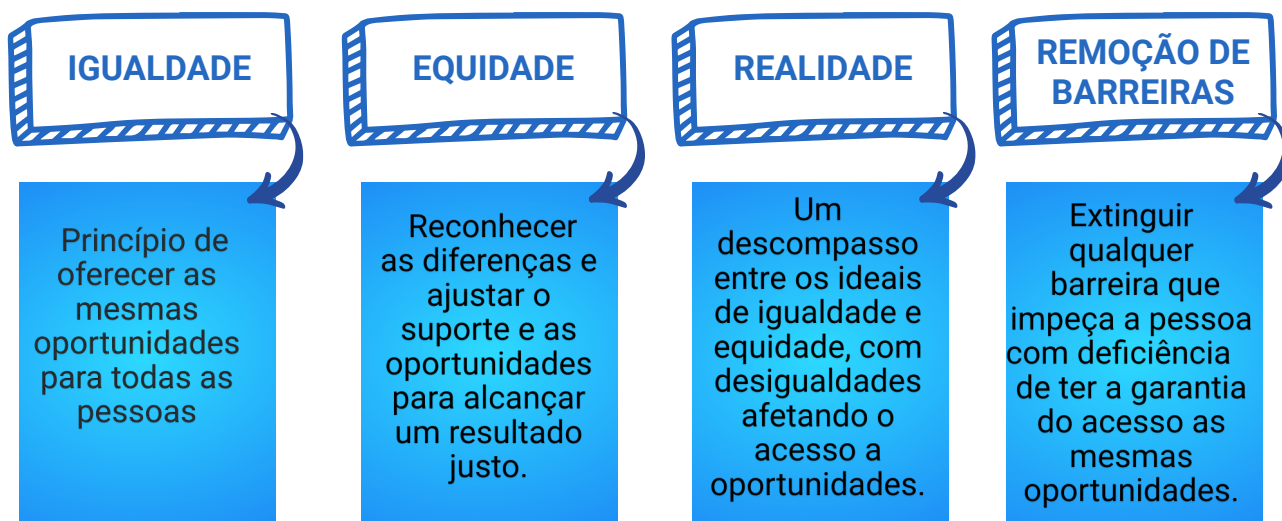 IGUALDADE
Princípio de
oferecer as
mesmas
oportunidades
para todas as
pessoas
EQUIDADE
Reconhecer
as diferenças e
ajustar o
suporte e as
oportunidades
para alcançar
um resultado
justo.
REALIDADE
Um
descompasso
entre os ideais
de igualdade e
equidade, com
desigualdades
afetando o
acesso a
oportunidades.
REMOÇÃO DE
BARREIRAS
Extinguir
qualquer
barreira que
impeça a pessoa
com deficiência
de ter a garantia
do acesso as
mesmas
oportunidades.